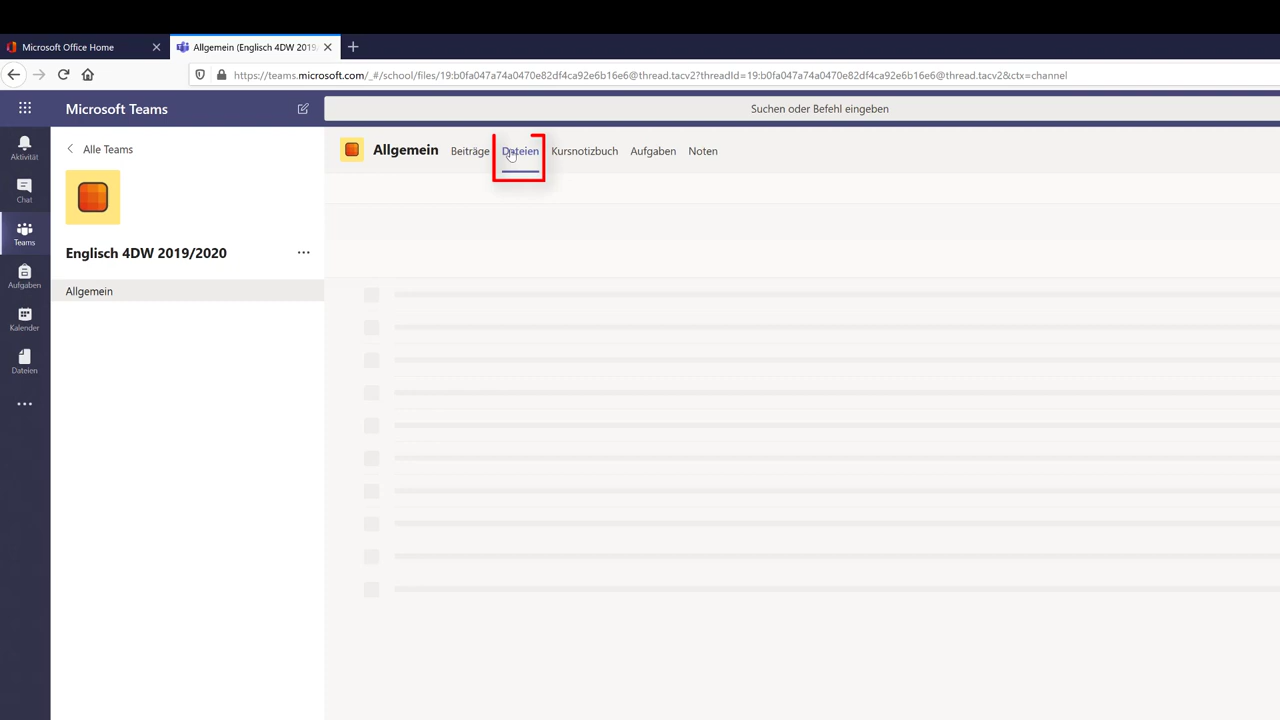 Microsoft Office Home
Allgemein (Englisch 4DW 2019/
https://teams.microsoft.com/_#/school/files/19:b0fa047a74a0470e82df4ca92e6b16e6@thread.tacv2?threadId=19:b0fa047a74a0470e82df4ca92e6b16e6@thread.tacv2&ctx=channel
Microsoft Teams
Suchen oder Befehl eingeben
Aktivität
Chat
Teams
Aufgaben
Kalender
Dateien
Alle Teams
Englisch 4DW 2019/2020
Allgemein
Allgemein Beiträge Dateien Kursnotizbuch Aufgaben Noten